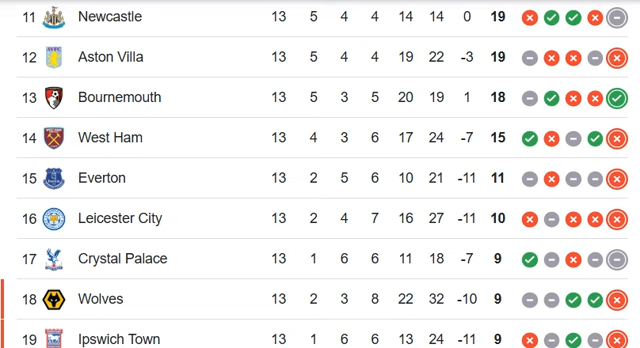 11 Newcastle 13 5 4 4 14 14 0 19
12 Aston Villa 13 5 4 4 19 22 -3 19
13 Bournemouth 13 5 3 5 20 19 1 18
14 West Ham 13 4 3 6 17 24 -7 15
15 Everton 13 2 5 6 10 21 -11 11
16 Leicester City 13 2 4 7 16 27 -11 10
17 Crystal Palace 13 1 6 6 11 18 -7 9
18 Wolves 13 2 3 8 22 32 -10 9
19 Ipswich Town 13 1 6 6 13 24 -11 9